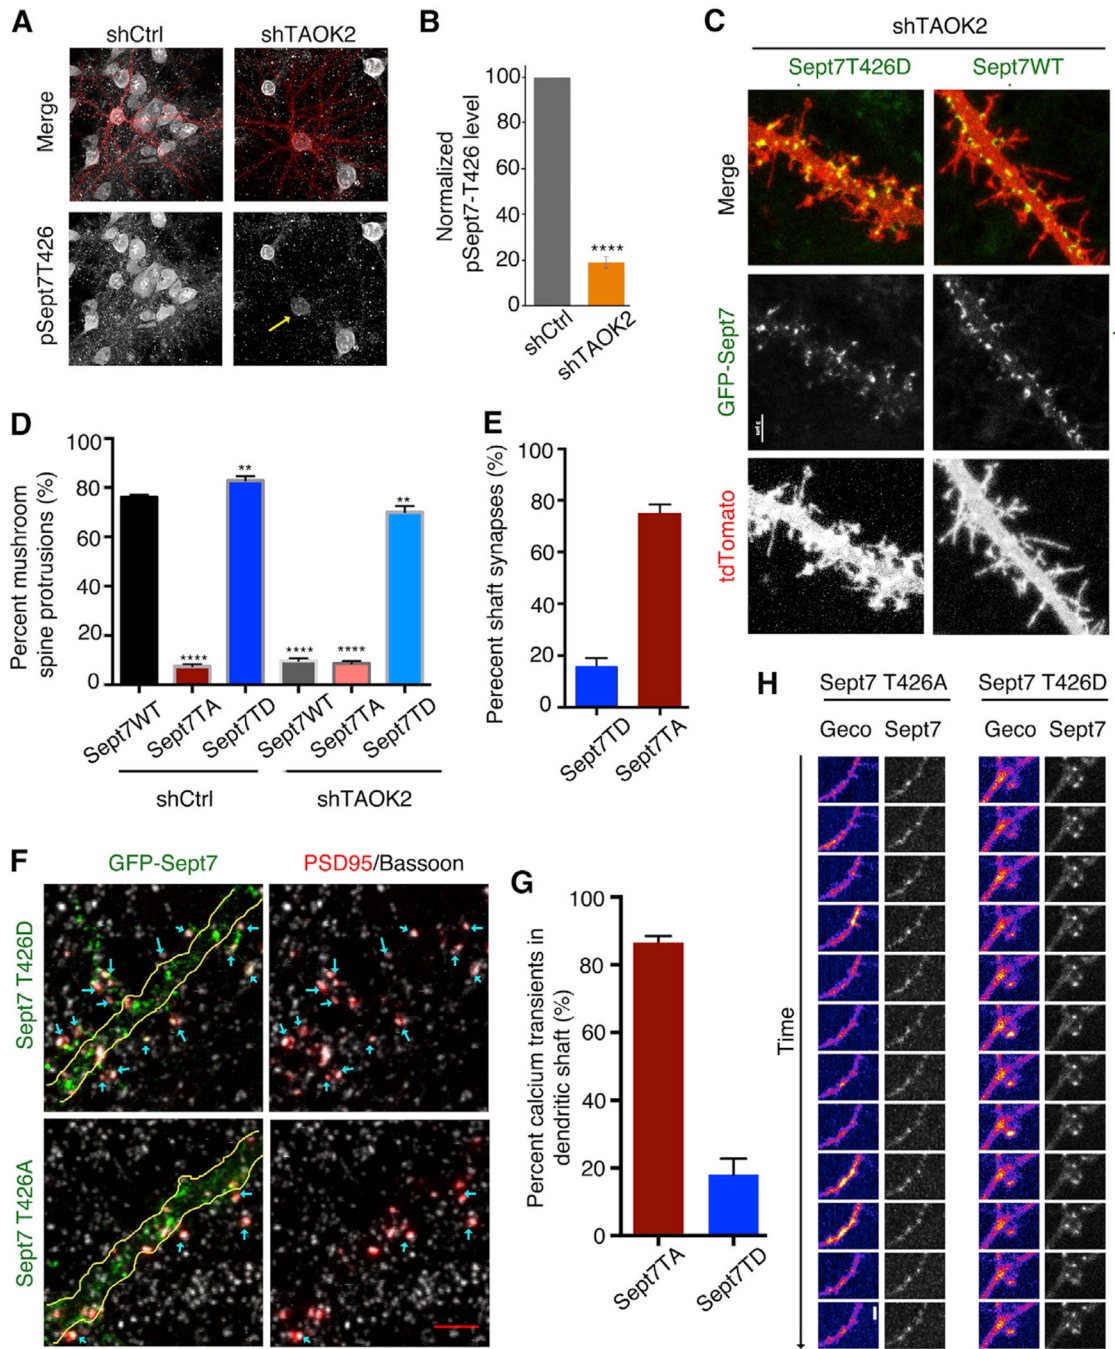 A
shCtrl
shTAOK2
Merge
pSept7T426
B
Normalized
pSept7-T426 level
100
80
60
40
20
0
****
shCtrl
shTAOK2
C
shTAOK2
Sept7T426D
Sept7WT
Merge
GFP-Sept7
tdTomato
D
Percent mushroom
spine protrusions (%)
100
80
60
40
20
0
****
**
****
****
**
Sept7WT
Sept7TA
Sept7TD
Sept7WT
Sept7TA
Sept7TD
shCtrl
shTAOK2
E
Perecent shaft synapses (%)
100
80
60
40
20
0
Sept7TD
Sept7TA
F
GFP-Sept7
PSD95/Bassoon
Sept7 T426D
Sept7 T426A
G
Percent calcium transients in
dendritic shaft (%)
100
80
60
40
20
0
Sept7TA
Sept7TD
H
Sept7 T426A
Sept7 T426D
Geco
Sept7
Geco
Sept7
Time